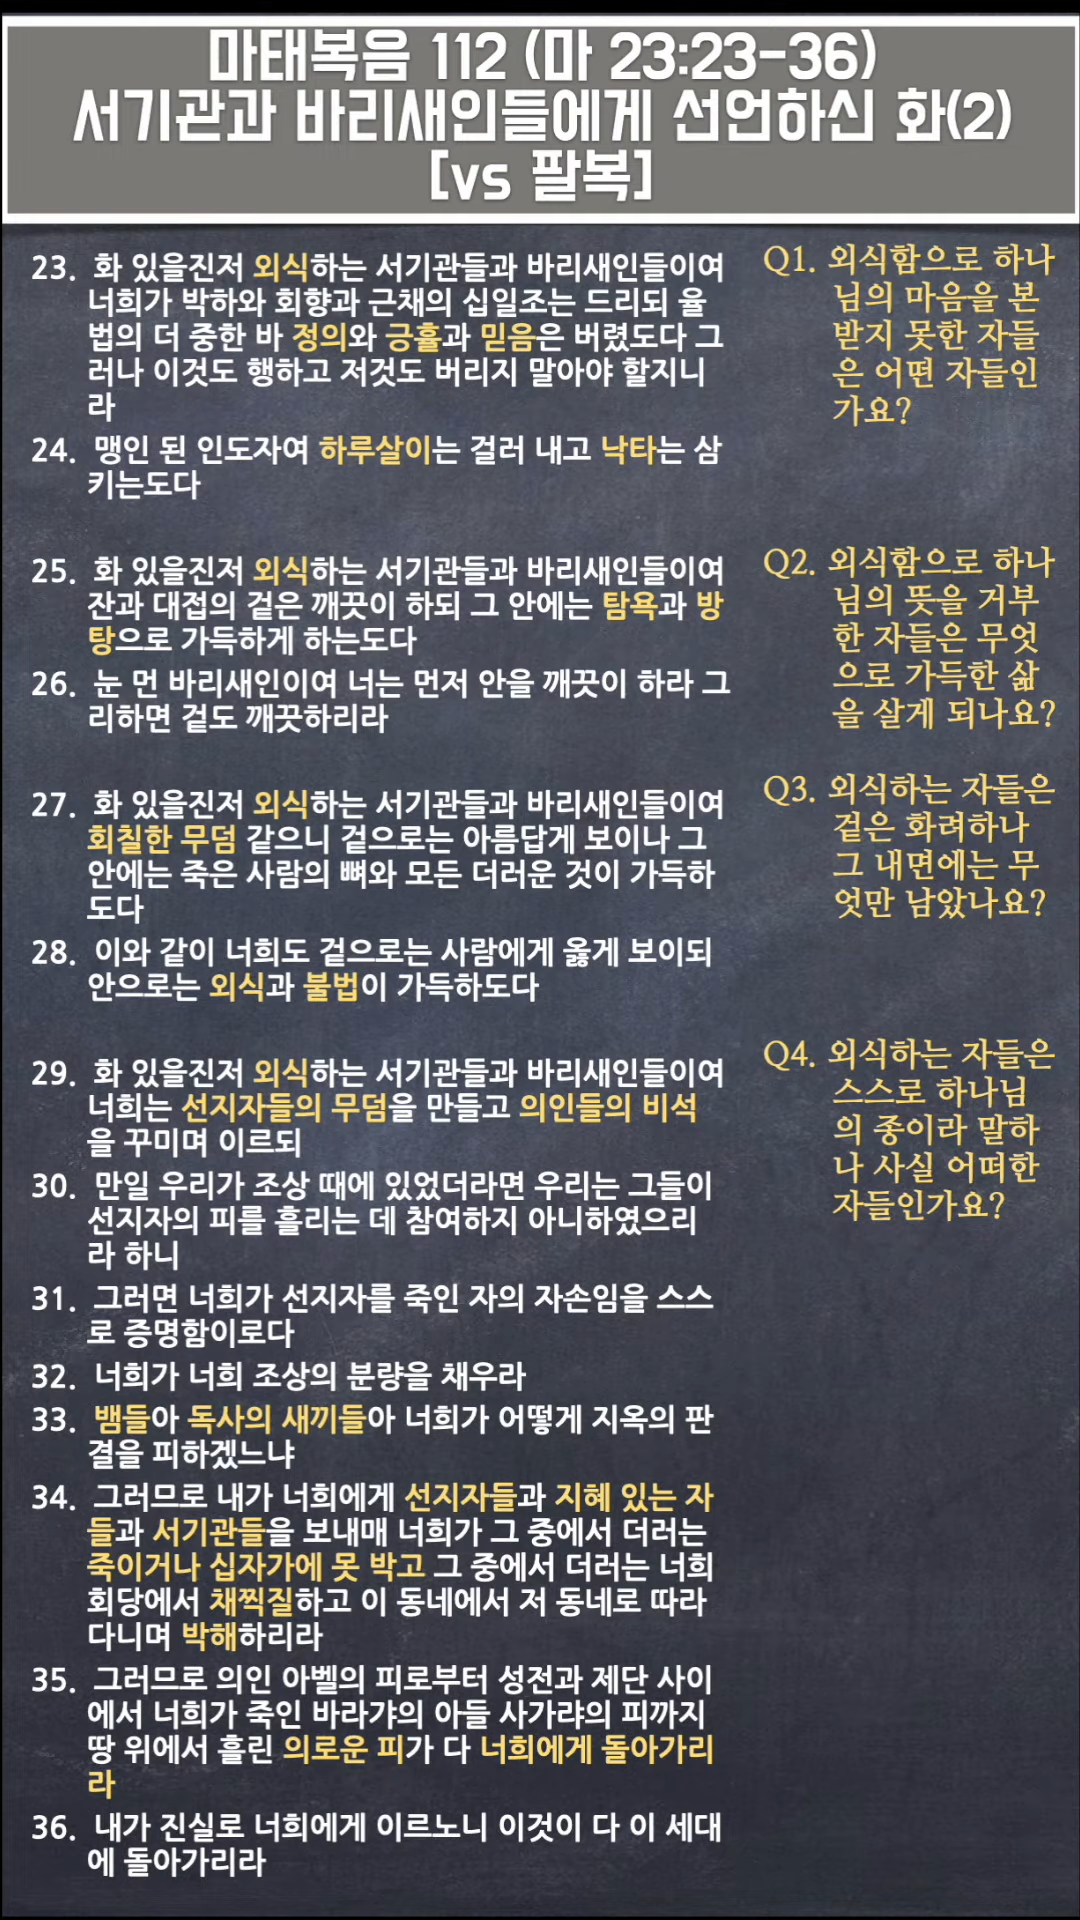 마태복음 112 (마 23:23-36)
서기관과 바리새인들에게 선언하신 화(2)
[vs 팔복]
23. 화 있을진저 외식하는 서기관들과 바리새인들이여
너희가 박하와 회향과 근채의 십일조는 드리되 율
법의 더 중한 바 정의와 긍휼과 믿음은 버렸도다 그
러나 이것도 행하고 저것도 버리지 말아야 할지니
라
24. 맹인 된 인도자여 하루살이는 걸러 내고 낙타는 삼
키는도다
Q1. 외식함으로 하나
님의 마음을 본
받지 못한 자들
은 어떤 자들인
가요?
25. 화 있을진저 외식하는 서기관들과 바리새인들이여
잔과 대접의 겉은 깨끗이 하되 그 안에는 탐욕과 방
탕으로 가득하게 하는도다
26. 눈 먼 바리새인이여 너는 먼저 안을 깨끗이 하라 그
리하면 겉도 깨끗하리라
Q2. 외식함으로 하나
님의 뜻을 거부
한 자들은 무엇
으로 가득한 삶
을 살게 되나요?
27. 화 있을진저 외식하는 서기관들과 바리새인들이여
회칠한 무덤 같으니 겉으로는 아름답게 보이나 그
안에는 죽은 사람의 뼈와 모든 더러운 것이 가득하
도다
28. 이와 같이 너희도 겉으로는 사람에게 옳게 보이되
안으로는 외식과 불법이 가득하도다
Q3. 외식하는 자들은
겉은 화려하나
그 내면에는 무
엇만 남았나요?
29. 화 있을진저 외식하는 서기관들과 바리새인들이여
너희는 선지자들의 무덤을 만들고 의인들의 비석
을 꾸미며 이르되
30. 만일 우리가 조상 때에 있었더라면 우리는 그들이
선지자의 피를 흘리는 데 참여하지 아니하였으리
라 하니
31. 그러면 너희가 선지자를 죽인 자의 자손임을 스스
로 증명함이로다
32. 너희가 너희 조상의 분량을 채우라
33. 뱀들아 독사의 새끼들아 너희가 어떻게 지옥의 판
결을 피하겠느냐
34. 그러므로 내가 너희에게 선지자들과 지혜 있는 자
들과 서기관들을 보내매 너희가 그 중에서 더러는
죽이거나 십자가에 못 박고 그 중에서 더러는 너희
회당에서 채찍질하고 이 동네에서 저 동네로 따라
다니며 박해하리라
35. 그러므로 의인 아벨의 피로부터 성전과 제단 사이
에서 너희가 죽인 바라갸의 아들 사가랴의 피까지
땅 위에서 흘린 의로운 피가 다 너희에게 돌아가리
라
36. 내가 진실로 너희에게 이르노니 이것이 다 이 세대
에 돌아가리라
Q4. 외식하는 자들은
스스로 하나님
의 종이라 말하
나 사실 어떠한
자들인가요?